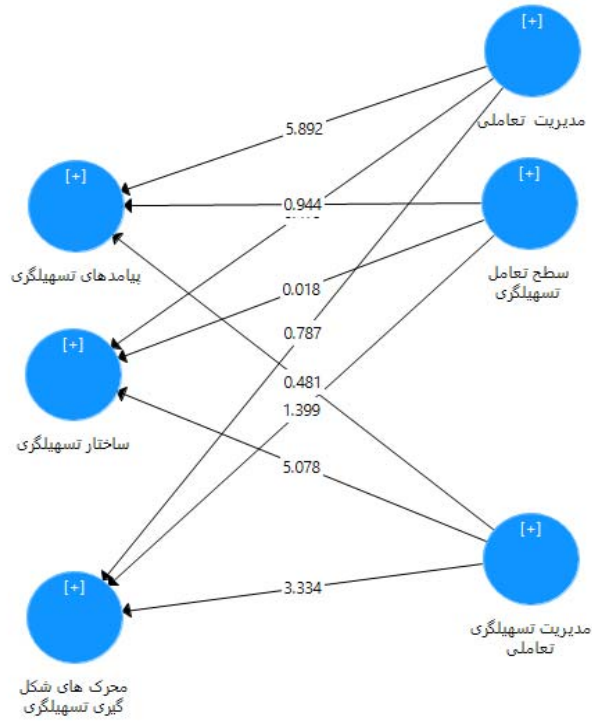 [+]
مدیریت تعاملی
5.892
[+]
[+]
0.944
پیامدهای تسهیلگری
سطح تعامل
تسهیلگری
0.018
0.787
[+]
0.481
1.399
ساختار تسهیلگری
5.078
[+]
[+]
3.334
مدیریت تسهیلگری
تعاملی
محرک های شکل
گیری تسهیلگری